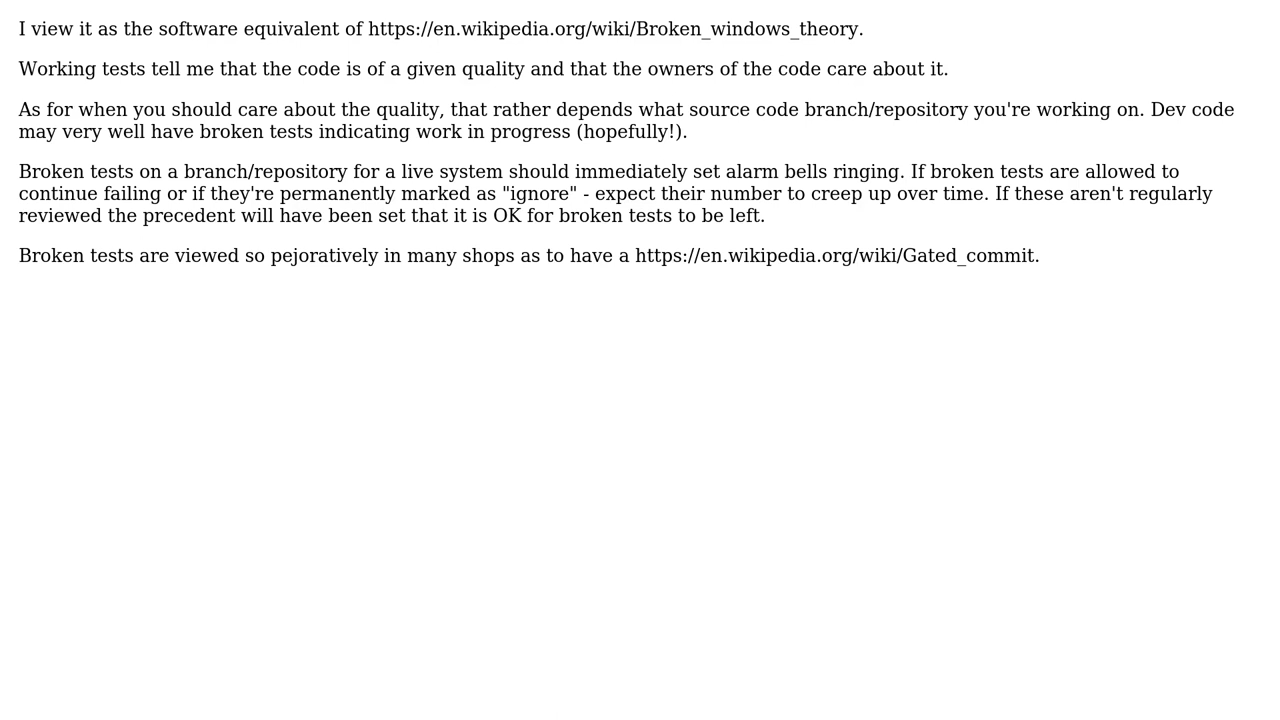 I view it as the software equivalent of https://en.wikipedia.org/wiki/Broken_windows_theory.
Working tests tell me that the code is of a given quality and that the owners of the code care about it.
As for when you should care about the quality, that rather depends what source code branch/repository you're working on. Dev code
may very well have broken tests indicating work in progress (hopefully!).
Broken tests on a branch/repository for a live system should immediately set alarm bells ringing. If broken tests are allowed to
continue failing or if they're permanently marked as "ignore" - expect their number to creep up over time. If these aren't regularly
reviewed the precedent will have been set that it is OK for broken tests to be left.
Broken tests are viewed so pejoratively in many shops as to have a https://en.wikipedia.org/wiki/Gated_commit.